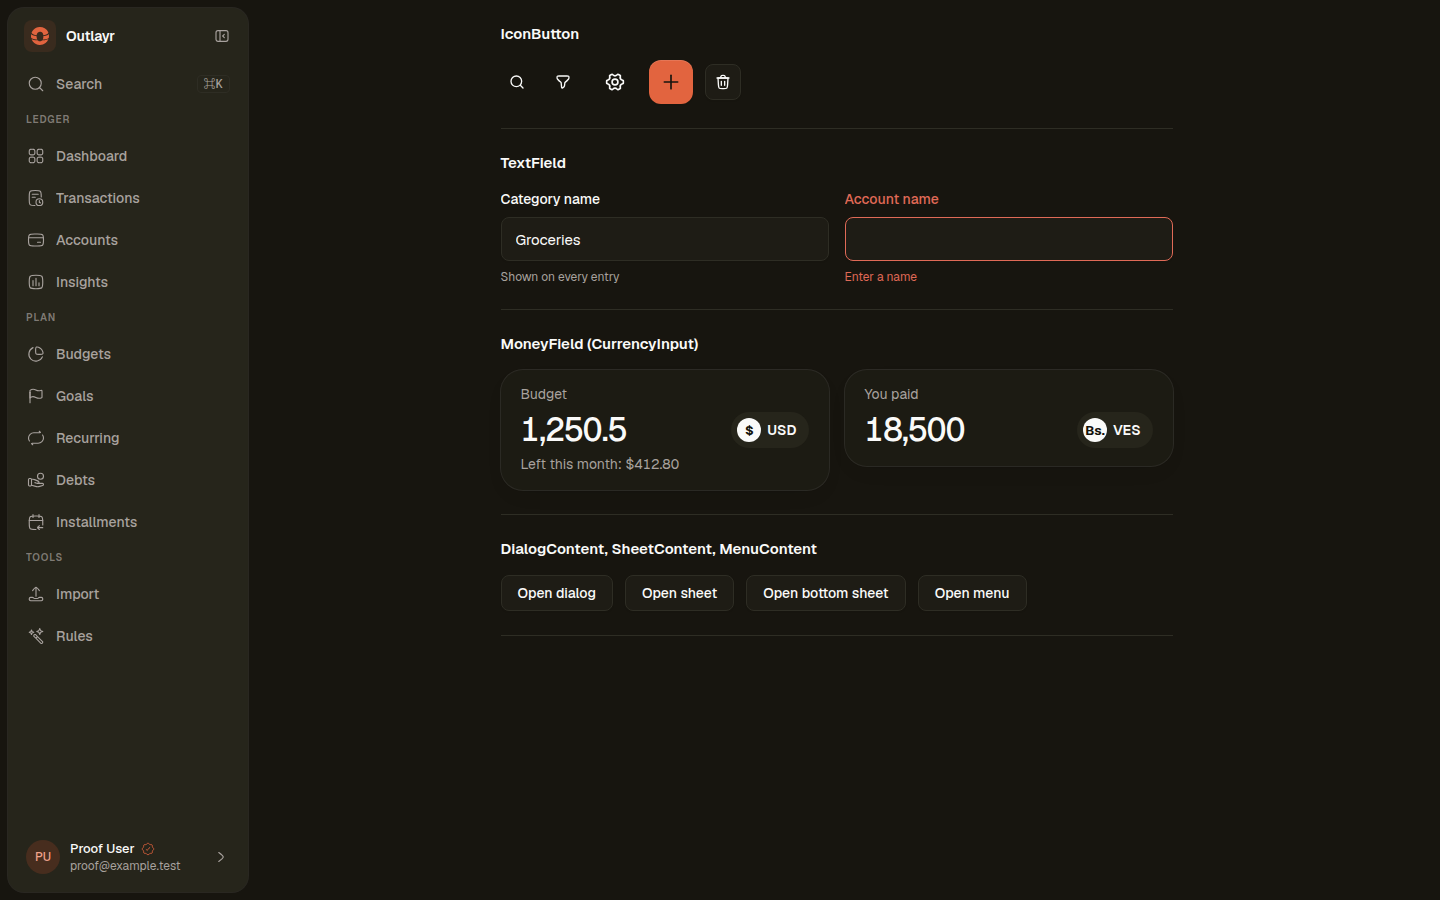 Outlayr
Search
⌘K
LEDGER
Dashboard
Transactions
Accounts
Insights
PLAN
Budgets
Goals
Recurring
Debts
Installments
TOOLS
Import
Rules
PU
Proof User
proof@example.test
IconButton
TextField
Category name
Groceries
Shown on every entry
Account name
Enter a name
MoneyField (CurrencyInput)
Budget
1,250.5
$ USD
Left this month: $412.80
You paid
18,500
Bs. VES
DialogContent, SheetContent, MenuContent
Open dialog
Open sheet
Open bottom sheet
Open menu